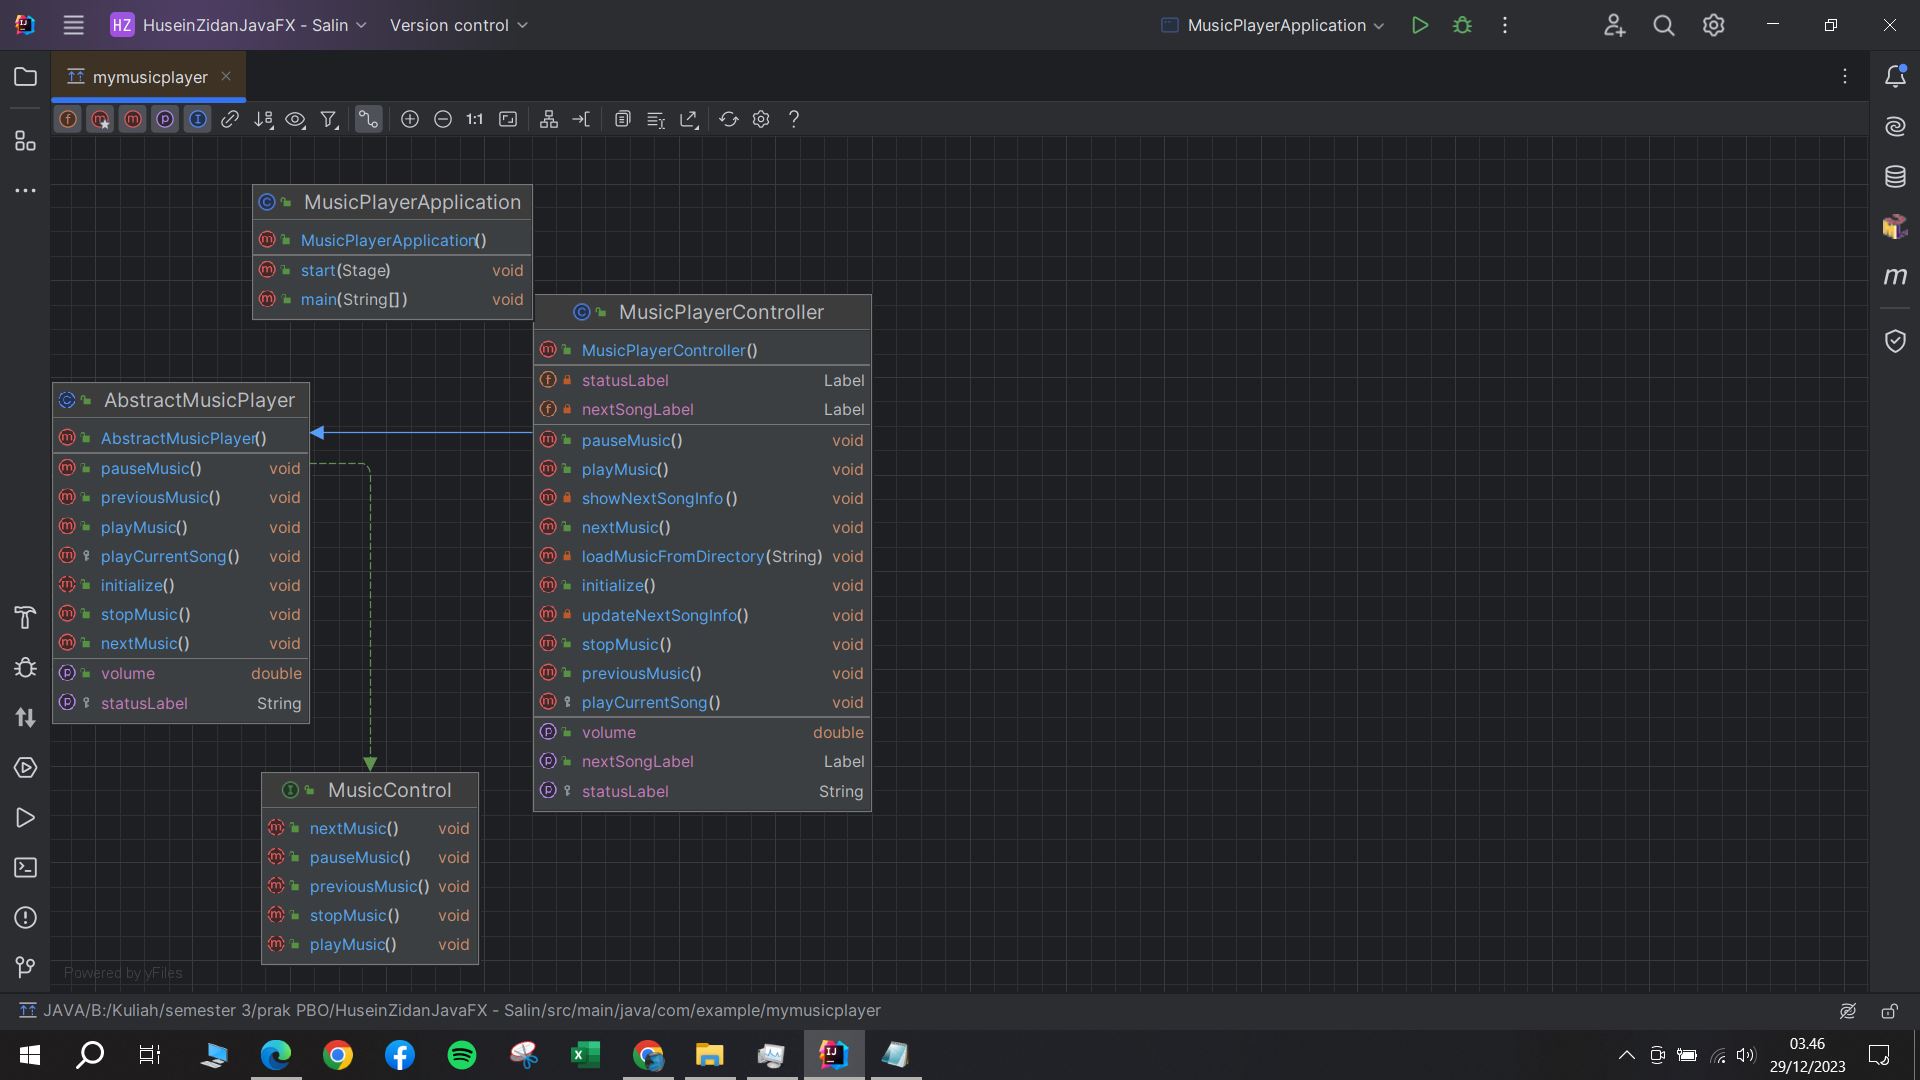 HZ HuseinZidanJavaFX - Salin Version control MusicPlayerApplication
mymusicplayer
1:1
MusicPlayerApplication
MusicPlayerApplication()
start(Stage) void
main(String[]) void
MusicPlayerController
MusicPlayerController()
statusLabel Label
nextSongLabel Label
pauseMusic() void
playMusic() void
showNextSongInfo() void
nextMusic() void
loadMusicFromDirectory(String) void
initialize() void
updateNextSongInfo() void
stopMusic() void
previousMusic() void
playCurrentSong() void
volume double
nextSongLabel Label
statusLabel String
AbstractMusicPlayer
AbstractMusicPlayer()
pauseMusic() void
previousMusic() void
playMusic() void
playCurrentSong() void
initialize() void
stopMusic() void
nextMusic() void
volume double
statusLabel String
MusicControl
nextMusic() void
pauseMusic() void
previousMusic() void
stopMusic() void
playMusic() void
Powered by yFiles
JAVA/B:/Kuliah/semester 3/prak PBO/HuseinZidanJavaFX - Salin/src/main/java/com/example/mymusicplayer
03.46
29/12/2023